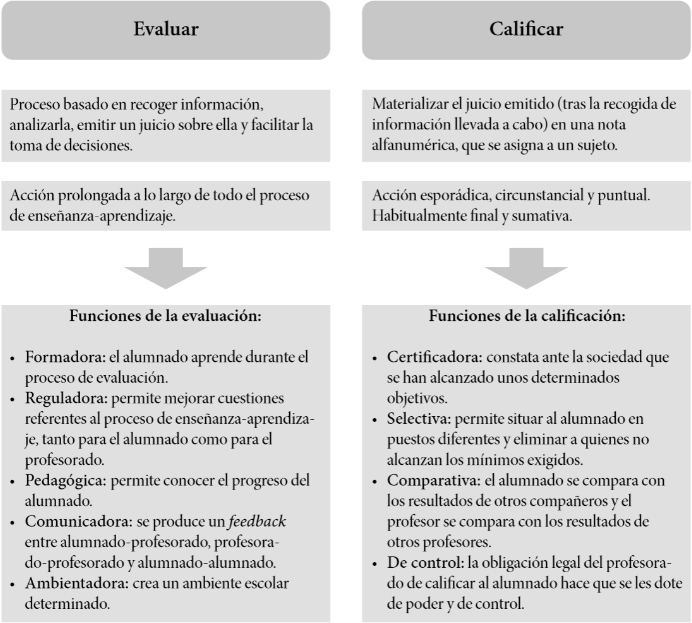 Evaluar
Proceso basado en recoger información,
analizarla, emitir un juicio sobre ella y facilitar la
toma de decisiones.
Acción prolongada a lo largo de todo el proceso
de enseñanza-aprendizaje.
Funciones de la evaluación:
• Formadora: el alumnado aprende durante el
proceso de evaluación.
• Reguladora: permite mejorar cuestiones
referentes al proceso de enseñanza-aprendiza-
je, tanto para el alumnado como para el
profesorado.
• Pedagógica: permite conocer el progreso del
alumnado.
• Comunicadora: se produce un feedback
entre alumnado-profesorado, profesora-
do-profesorado y alumnado-alumnado.
• Ambientadora: crea un ambiente escolar
determinado.
Calificar
Materializar el juicio emitido (tras la recogida de
información llevada a cabo) en una nota
alfanumérica, que se asigna a un sujeto.
Acción esporádica, circunstancial y puntual.
Habitualmente final y sumativa.
Funciones de la calificación:
• Certificadora: constata ante la sociedad que
se han alcanzado unos determinados
objetivos.
• Selectiva: permite situar al alumnado en
puestos diferentes y eliminar a quienes no
alcanzan los mínimos exigidos.
• Comparativa: el alumnado se compara con
los resultados de otros compañeros y el
profesor se compara con los resultados de
otros profesores.
• De control: la obligación legal del profesora-
do de calificar al alumnado hace que se les dote
de poder y de control.